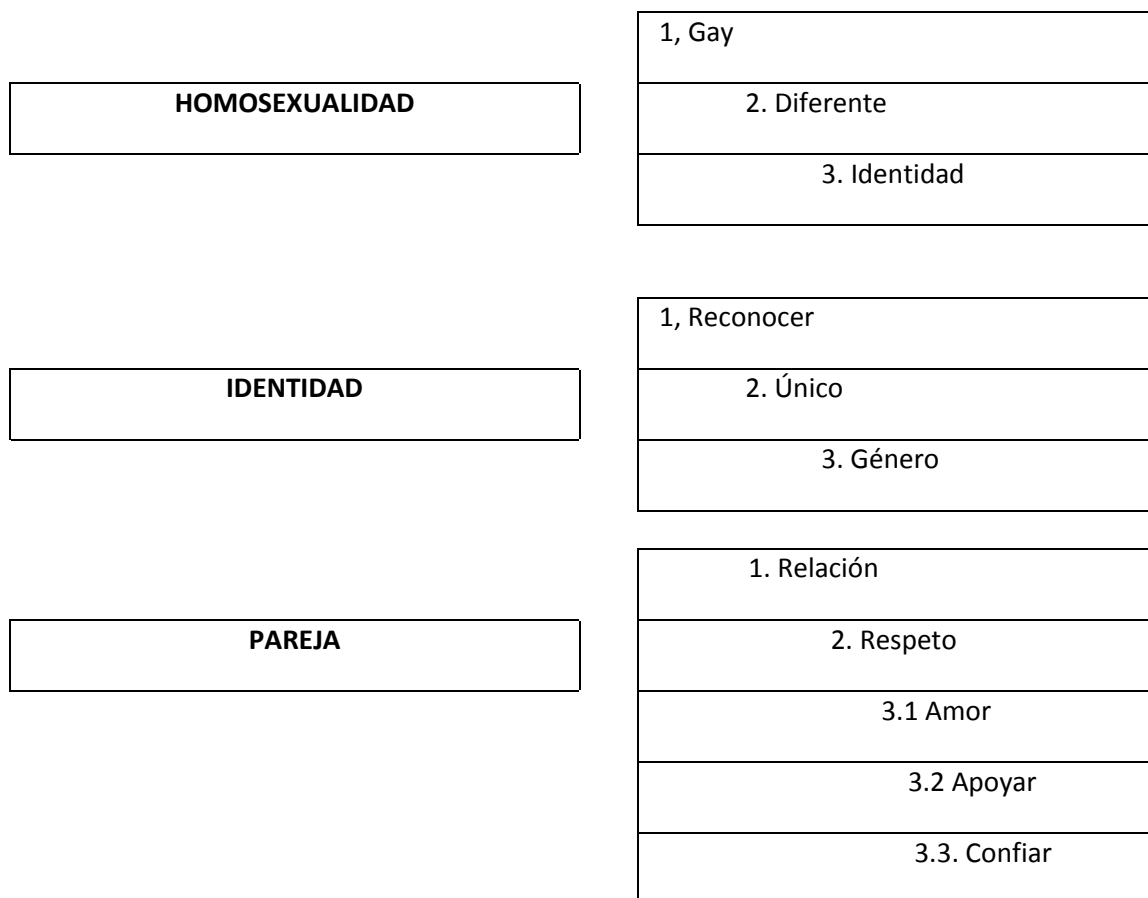 1, Gay
HOMOSEXUALIDAD
2. Diferente
3. Identidad
1, Reconocer
IDENTIDAD
2. Único
3. Género
1. Relación
PAREJA
2. Respeto
3.1 Amor
3.2 Apoyar
3.3. Confiar